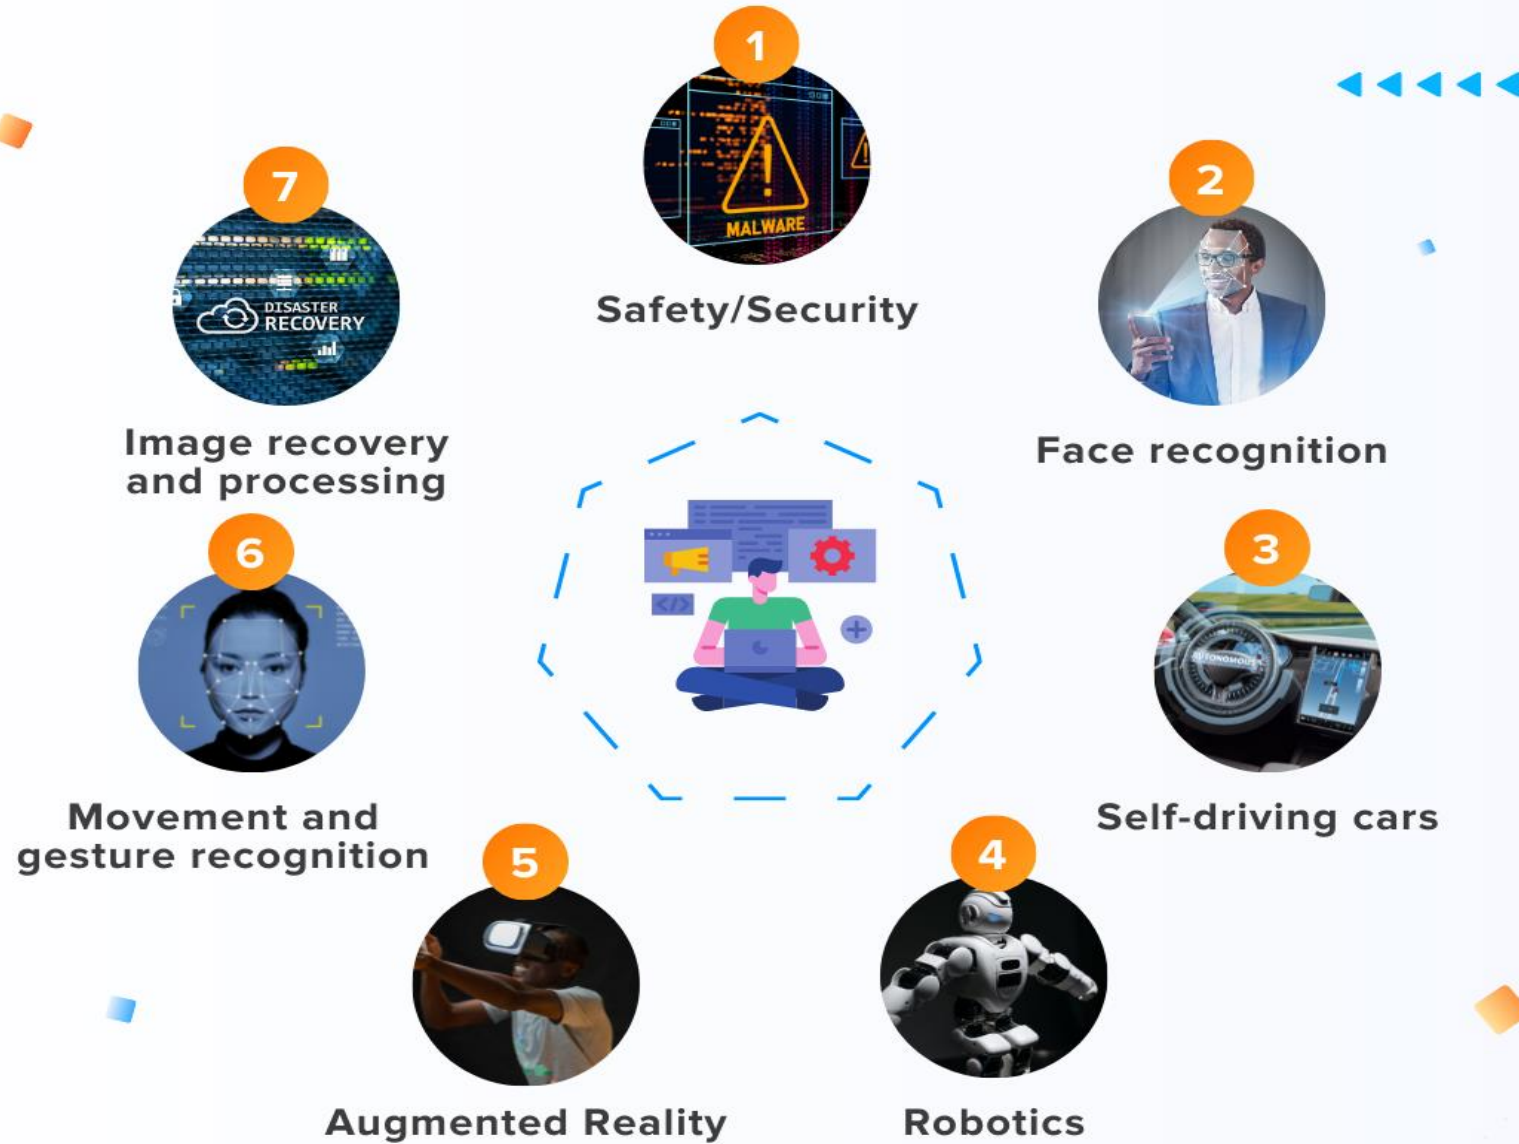 1
MALWARE
Safety/Security
2
Face recognition
3
AUTONOMOUS
Self-driving cars
4
Robotics
5
Augmented Reality
6
Movement and
gesture recognition
7
DISASTER
RECOVERY
Image recovery
and processing
</>